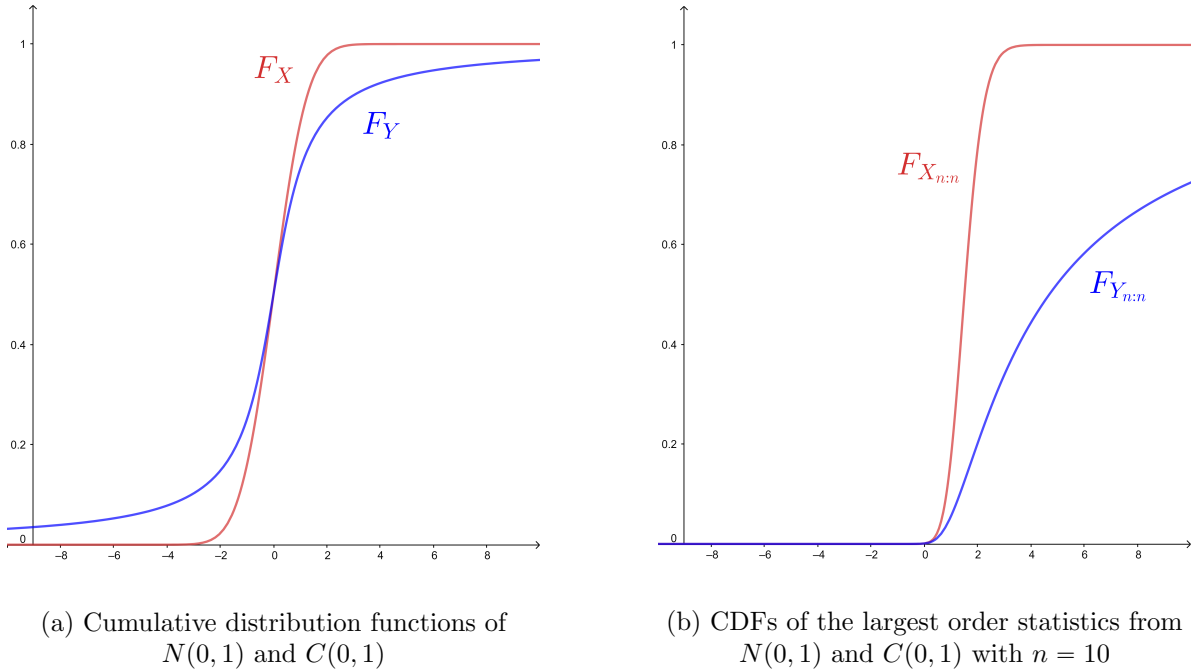 1
0.8
0.6
0.4
0.2
0
−8 −6 −4 −2 0 2 4 6 8
F_X
F_Y
(a) Cumulative distribution functions of
N(0, 1) and C(0, 1)
1
0.8
0.6
0.4
0.2
0
−8 −6 −4 −2 0 2 4 6 8
F_{X_{n:n}}
F_{Y_{n:n}}
(b) CDFs of the largest order statistics from
N(0, 1) and C(0, 1) with n = 10